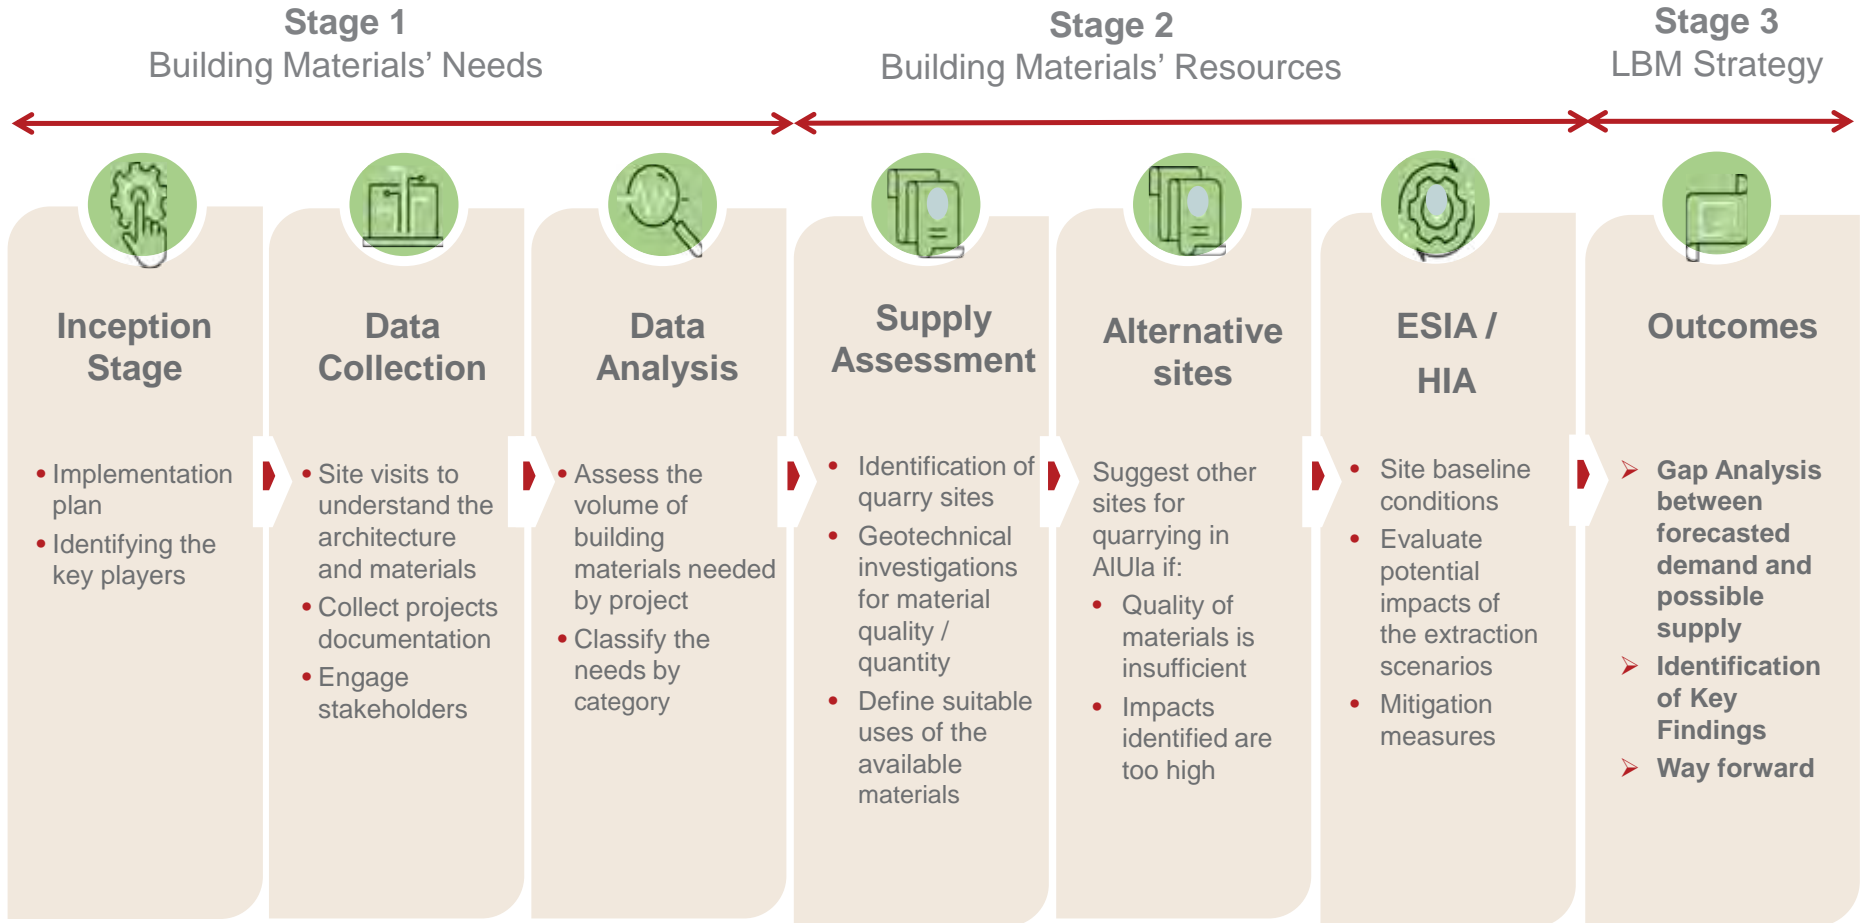 Stage 1
Building Materials' Needs
Stage 2
Building Materials' Resources
Stage 3
LBM Strategy
Inception
Stage
• Implementation
plan
• Identifying the
key players
Data
Collection
• Site visits to
understand the
architecture
and materials
• Collect projects
documentation
• Engage
stakeholders
Data
Analysis
• Assess the
volume of
building
materials needed
by project
• Classify the
needs by
category
Supply
Assessment
• Identification of
quarry sites
• Geotechnical
investigations
for material
quality /
quantity
• Define suitable
uses of the
available
materials
Alternative
sites
Suggest other
sites for
quarrying in
AlUla if:
• Quality of
materials is
insufficient
• Impacts
identified are
too high
ESIA /
HIA
• Site baseline
conditions
• Evaluate
potential
impacts of
the extraction
scenarios
• Mitigation
measures
Outcomes
➢ Gap Analysis
between
forecasted
demand and
possible
supply
➢ Identification
of Key
Findings
➢ Way forward